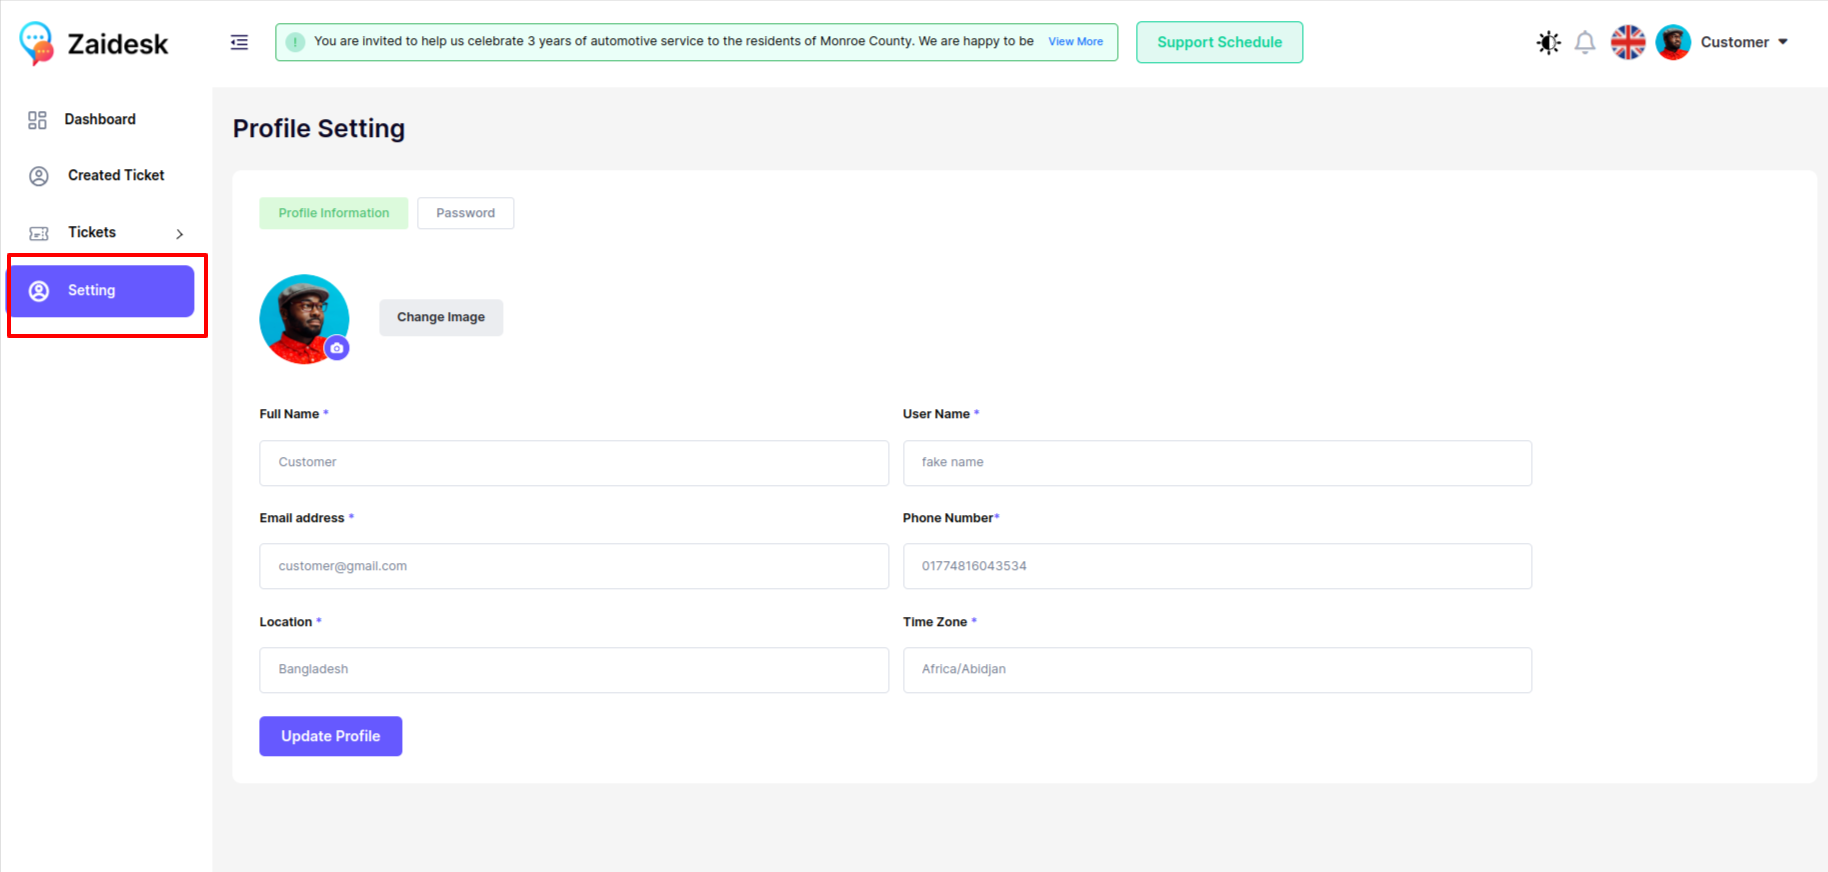 Zaidesk
! You are invited to help us celebrate 3 years of automotive service to the residents of Monroe County. We are happy to be View More
Support Schedule
Customer
Dashboard
Created Ticket
Tickets
Setting
Profile Setting
Profile Information
Password
Change Image
Full Name *
User Name *
Customer
fake name
Email address *
Phone Number*
customer@gmail.com
01774816043534
Location *
Time Zone *
Bangladesh
Africa/Abidjan
Update Profile